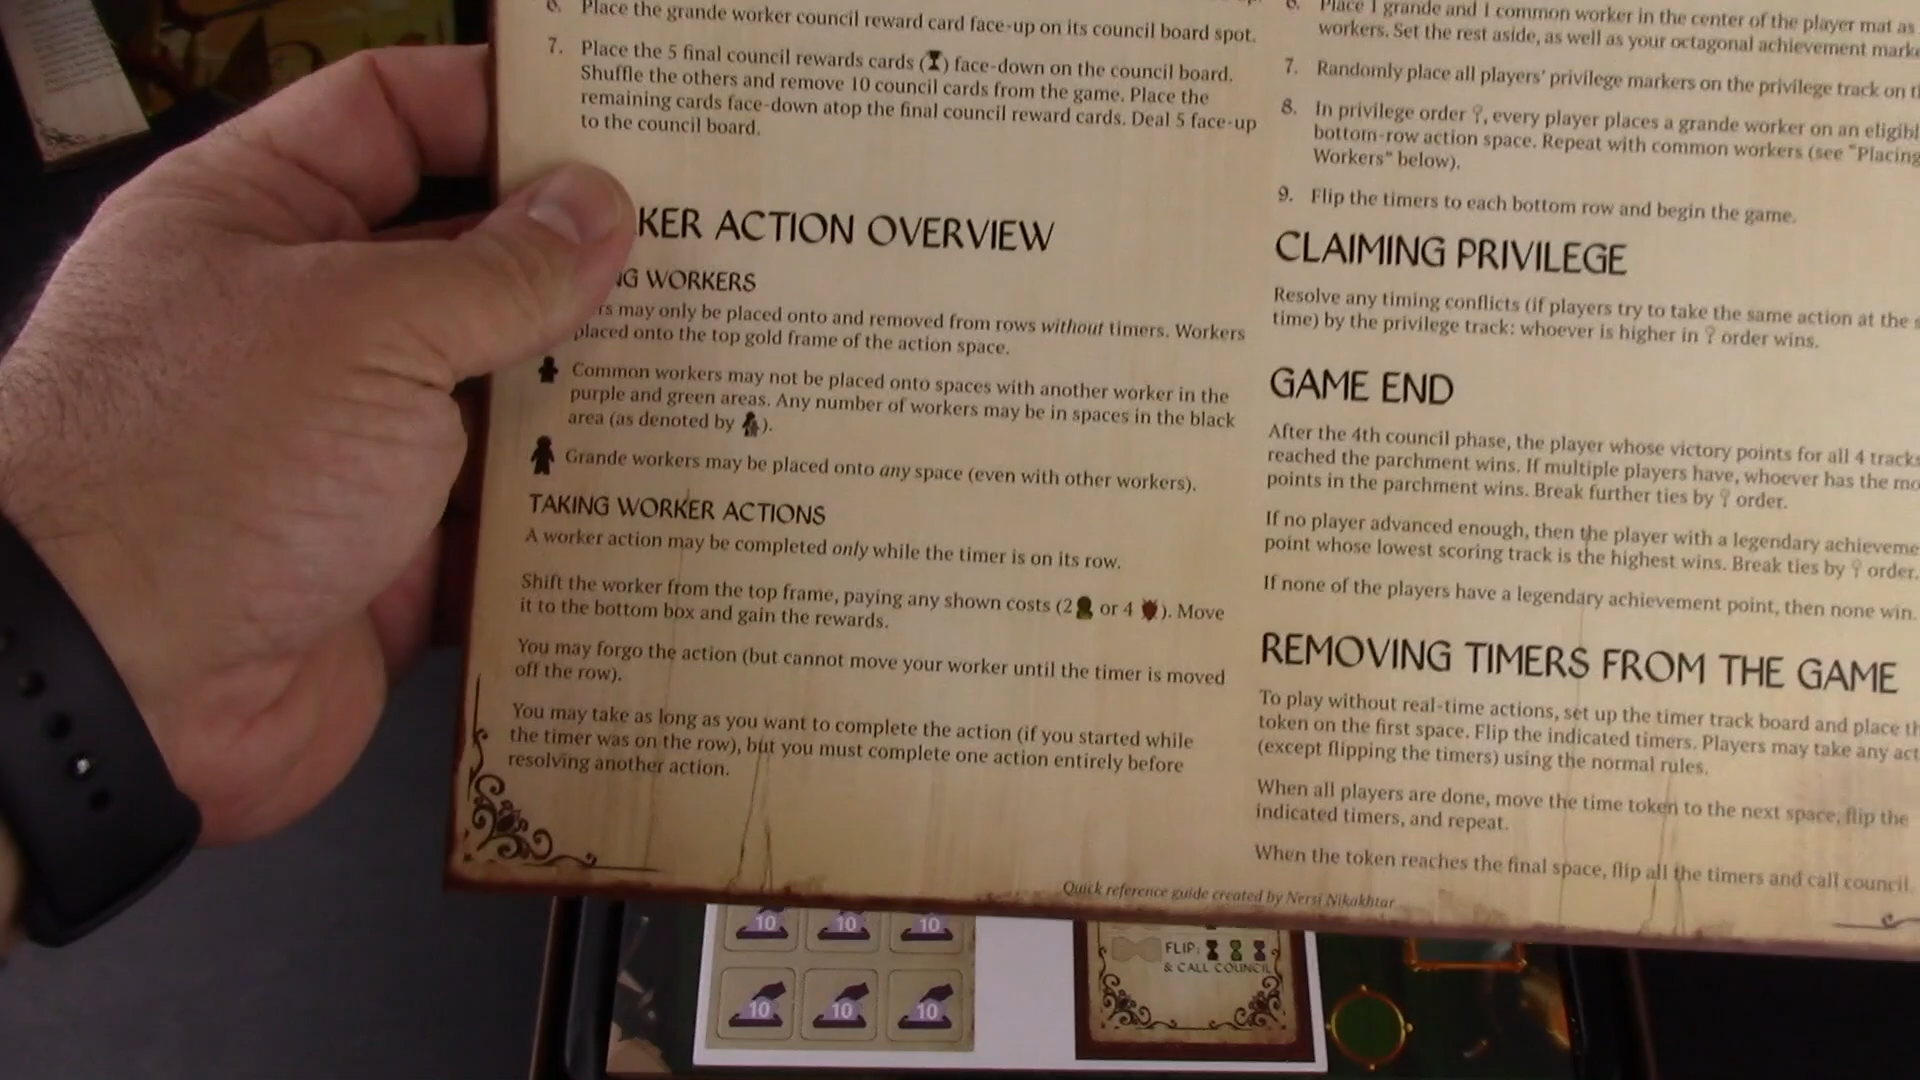 6. Place the grande worker council reward card face-up on its council board spot.
7. Place the 5 final council rewards cards ( ) face-down on the council board.
Shuffle the others and remove 10 council cards from the game. Place the
remaining cards face-down atop the final council reward cards. Deal 5 face-up
to the council board.
KER ACTION OVERVIEW
NG WORKERS
rs may only be placed onto and removed from rows without timers. Workers
placed onto the top gold frame of the action space.
Common workers may not be placed onto spaces with another worker in the
purple and green areas. Any number of workers may be in spaces in the black
area (as denoted by ).
Grande workers may be placed onto any space (even with other workers).
TAKING WORKER ACTIONS
A worker action may be completed only while the timer is on its row.
Shift the worker from the top frame, paying any shown costs (2 or 4 ). Move
it to the bottom box and gain the rewards.
You may forgo the action (but cannot move your worker until the timer is moved
off the row).
You may take as long as you want to complete the action (if you started while
the timer was on the row), but you must complete one action entirely before
resolving another action.
6. Place 1 grande and 1 common worker in the center of the player mat as
workers. Set the rest aside, as well as your octagonal achievement mark
7. Randomly place all players' privilege markers on the privilege track on t
8. In privilege order , every player places a grande worker on an eligibl
bottom-row action space. Repeat with common workers (see "Placing
Workers" below).
9. Flip the timers to each bottom row and begin the game.
CLAIMING PRIVILEGE
Resolve any timing conflicts (if players try to take the same action at the s
time) by the privilege track: whoever is higher in order wins.
GAME END
After the 4th council phase, the player whose victory points for all 4 tracks
reached the parchment wins. If multiple players have, whoever has the mo
points in the parchment wins. Break further ties by order.
If no player advanced enough, then the player with a legendary achieveme
point whose lowest scoring track is the highest wins. Break ties by order.
If none of the players have a legendary achievement point, then none win.
REMOVING TIMERS FROM THE GAME
To play without real-time actions, set up the timer track board and place th
token on the first space. Flip the indicated timers. Players may take any act
(except flipping the timers) using the normal rules.
When all players are done, move the time token to the next space, flip the
indicated timers, and repeat.
When the token reaches the final space, flip all the timers and call council.
Quick reference guide created by Nersi Nikakhtar
10 10 10
10 10 10
FLIP:
& CALL COUNCIL